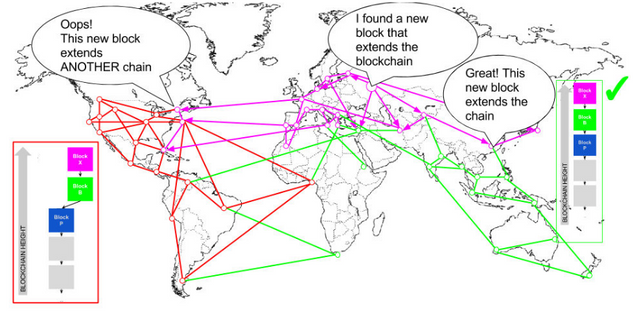 Oops!
This new block
extends
ANOTHER chain
I found a new
block that
extends the
blockchain
Great! This
new block
extends the
chain
BLOCKCHAIN HEIGHT
Block
X
Block
B
Block
P
BLOCKCHAIN HEIGHT
Block
X
Block
B
Block
P